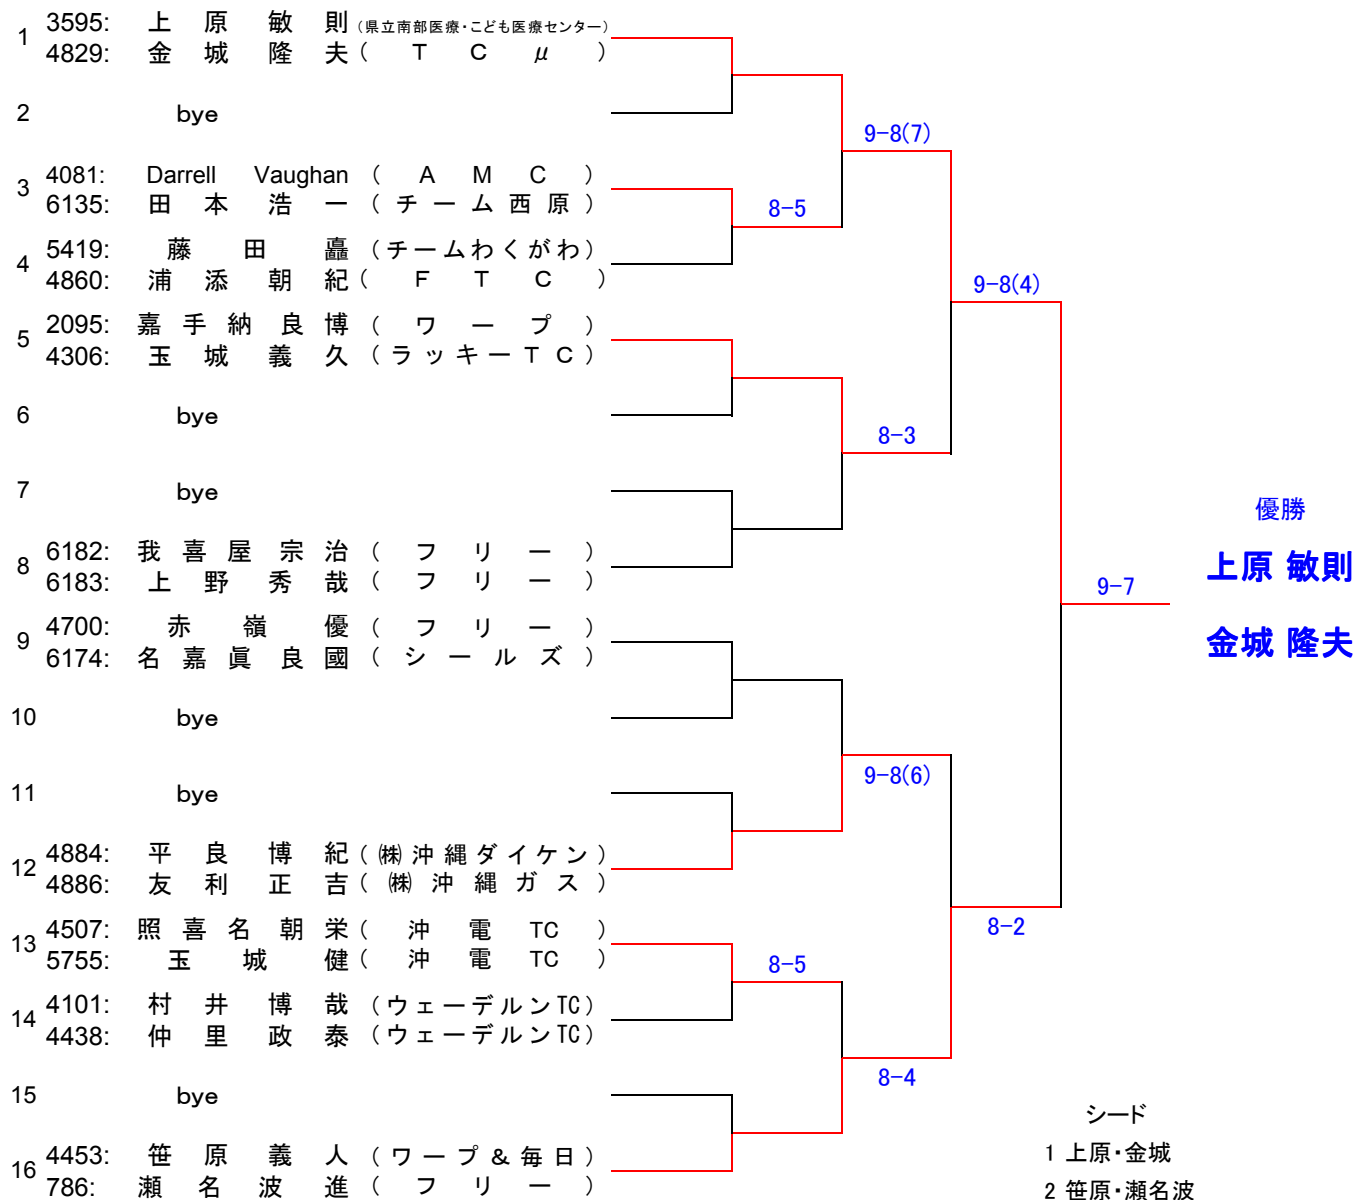 1 3595: 上原敏則 (県立南部医療・こども医療センター)
4829: 金城隆夫 (TCμ)
2 bye
9-8(7)
3 4081: Darrell Vaughan (AMC)
6135: 田本浩一 (チーム西原)
8-5
4 5419: 藤田矗 (チームわくがわ)
4860: 浦添朝紀 (FTC)
9-8(4)
5 2095: 嘉手納良博 (ワープ)
4306: 玉城義久 (ラッキーTC)
6 bye
8-3
7 bye
8 6182: 我喜屋宗治 (フリー)
6183: 上野秀哉 (フリー)
優勝
上原 敏則
9-7
金城 隆夫
9 4700: 赤嶺優 (フリー)
6174: 名嘉眞良國 (シールズ)
10 bye
9-8(6)
11 bye
12 4884: 平良博紀 (㈱沖縄ダイケン)
4886: 友利正吉 (㈱沖縄ガス)
13 4507: 照喜名朝栄 (沖電TC)
5755: 玉城健 (沖電TC)
8-5
8-2
14 4101: 村井博哉 (ウェーデルンTC)
4438: 仲里政泰 (ウェーデルンTC)
8-4
15 bye
16 4453: 笹原義人 (ワープ&毎日)
786: 瀬名波進 (フリー)
シード
1 上原・金城
2 笹原・瀬名波